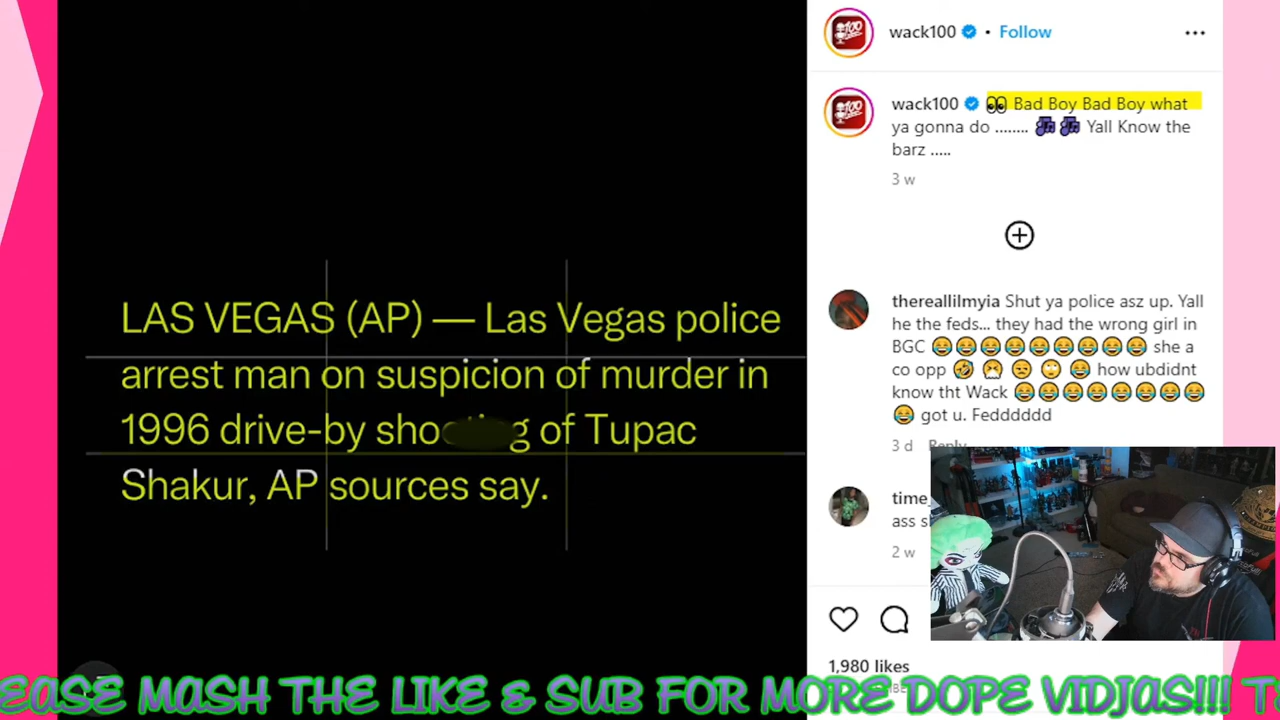 wack100 • Follow
wack100 👀 Bad Boy Bad Boy what
ya gonna do ........ 🎶 🎶 Yall Know the
barz .....
3 w
LAS VEGAS (AP) — Las Vegas police
arrest man on suspicion of murder in
1996 drive-by shooting of Tupac
Shakur, AP sources say.
thereallilmyia Shut ya police asz up. Yall
he the feds... they had the wrong girl in
BGC 😂😂😂😂😂😂😂😂😂 she a
co opp 🤣 🤧 😒 🙄 😂 how ubdidnt
know tht Wack 😂😂😂😂😂😂😂😂
😂 got u. Fedddddd
3 d Reply
ass
2 w
1,980 likes
EASE MASH THE LIKE & SUB FOR MORE DOPE VIDJAS!!!